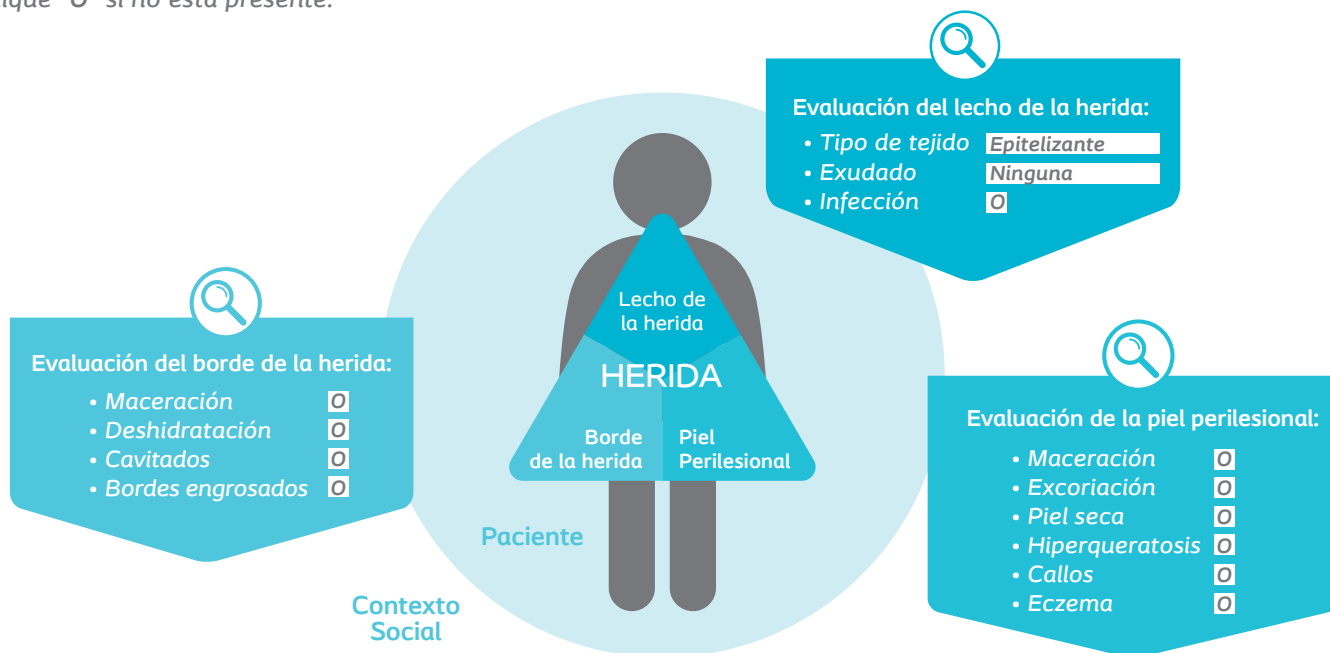 "O" si no está presente.
Evaluación del lecho de la herida:
• Tipo de tejido Epitelizante
• Exudado Ninguna
• Infección O
Lecho de
la herida
HERIDA
Borde
de la herida
Piel
Perilesional
Paciente
Contexto
Social
Evaluación del borde de la herida:
• Maceración O
• Deshidratación O
• Cavitados O
• Bordes engrosados O
Evaluación de la piel perilesional:
• Maceración O
• Excoriación O
• Piel seca O
• Hiperqueratosis O
• Callos O
• Eczema O